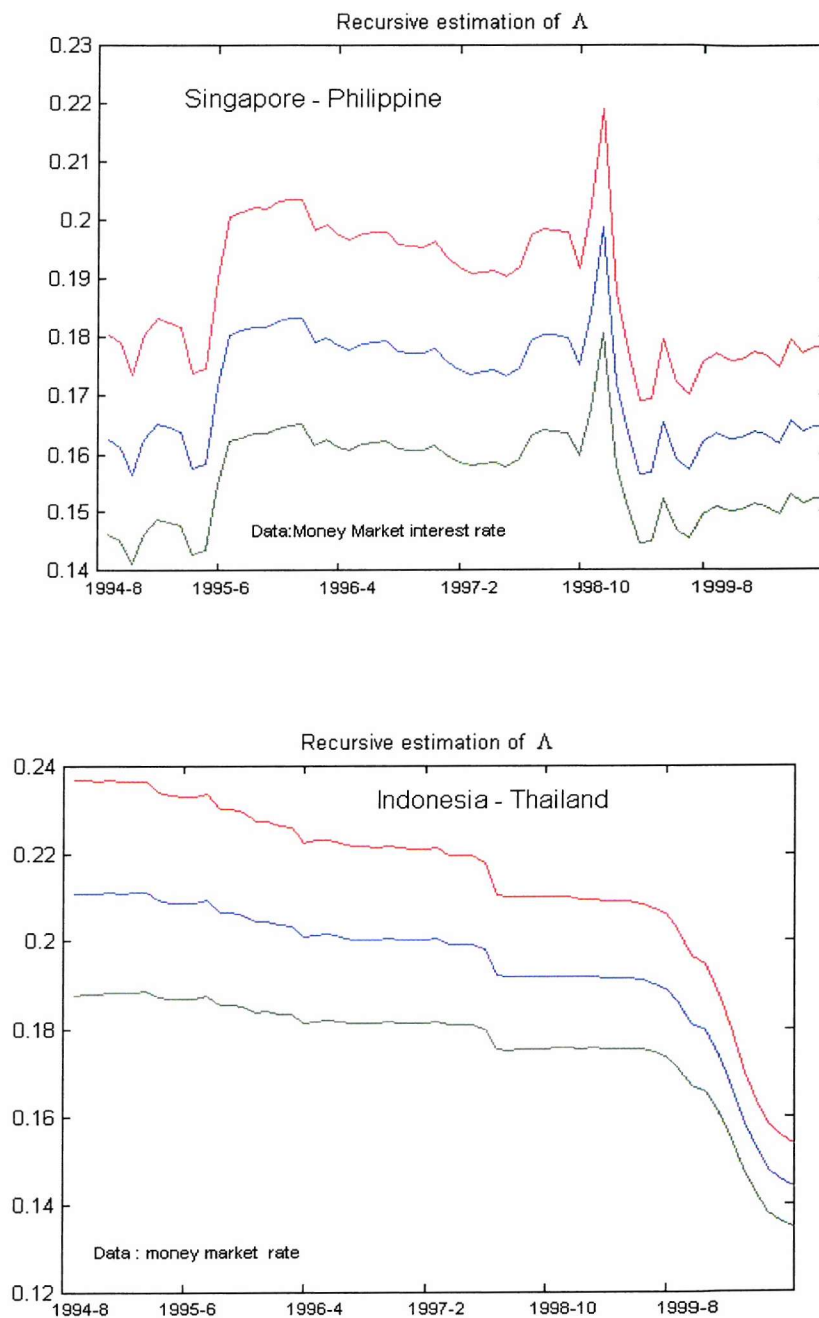 Recursive estimation of Λ
0.23
Singapore - Philippine
0.22
0.21
0.2
0.19
0.18
0.17
0.16
0.15
Data:Money Market interest rate
0.14
1994-8 1995-6 1996-4 1997-2 1998-10 1999-8
Recursive estimation of Λ
0.24
Indonesia - Thailand
0.22
0.2
0.18
0.16
0.14
Data : money market rate
0.12
1994-8 1995-6 1996-4 1997-2 1998-10 1999-8